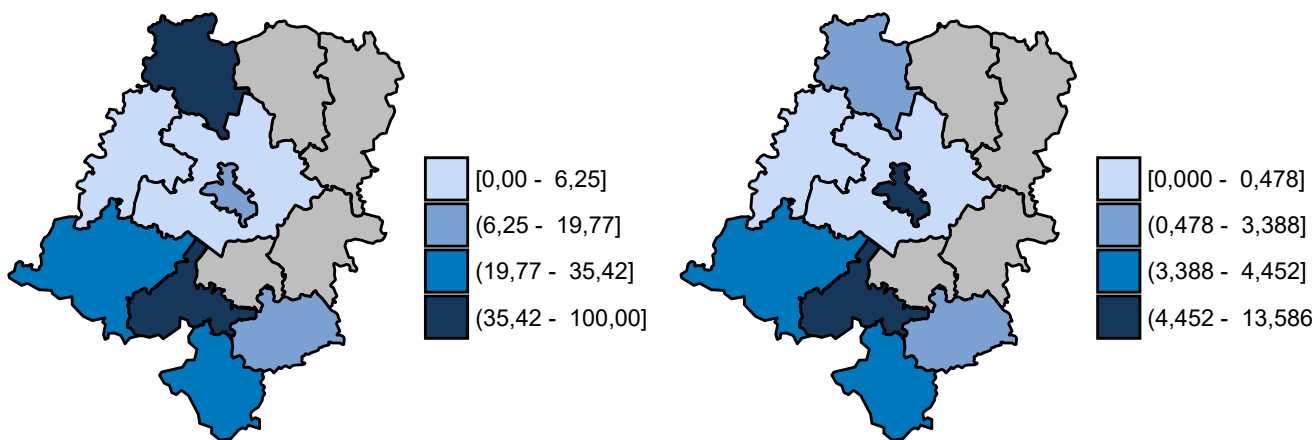 [0,00 - 6,25]
(6,25 - 19,77]
(19,77 - 35,42]
(35,42 - 100,00]
[0,000 - 0,478]
(0,478 - 3,388]
(3,388 - 4,452]
(4,452 - 13,586